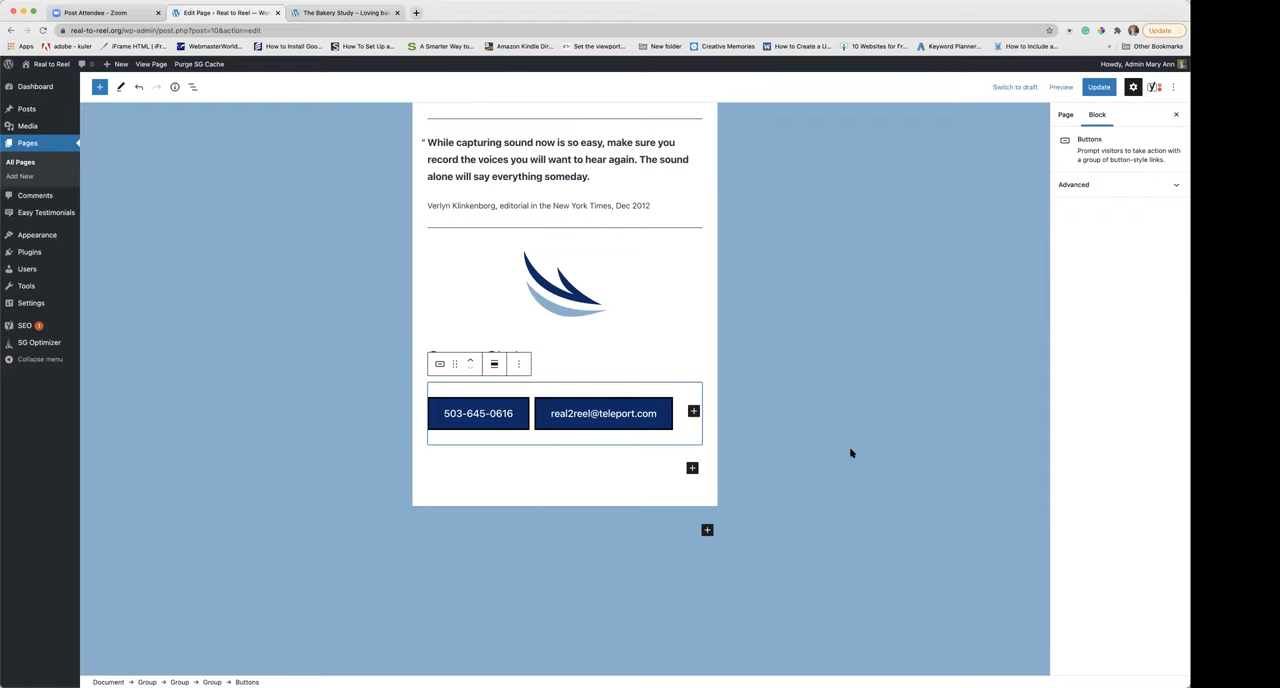 Post Attendee - Zoom
Edit Page ‹ Real to Reel — Wo
The Bakery Study – Loving ba
real-to-reel.org/wp-admin/post.php?post=10&action=edit
Update
Apps
adobe - kuler
iFrame HTML | iFr...
WebmasterWorld...
How To Install Goo...
How To Set Up a...
A Smarter Way to...
Amazon Kindle Dir...
Set the viewport...
New folder
Creative Memories
How to Create a U...
10 Websites for Fr...
Keyword Planner...
How to Include a...
»
Other Bookmarks
Real to Reel
0
New
View Page
Purge SG Cache
Howdy, Admin Mary Ann
Dashboard
Posts
Media
Pages
All Pages
Add New
Comments
Easy Testimonials
Appearance
Plugins
Users
Tools
Settings
SEO 1
SG Optimizer
Collapse menu
Switch to draft
Preview
Update
Page
Block
Buttons
Prompt visitors to take action with
a group of button-style links.
Advanced
" While capturing sound now is so easy, make sure you
record the voices you will want to hear again. The sound
alone will say everything someday.
Verlyn Klinkenborg, editorial in the New York Times, Dec 2012
503-645-0616
real2reel@teleport.com
Document → Group → Group → Group → Buttons